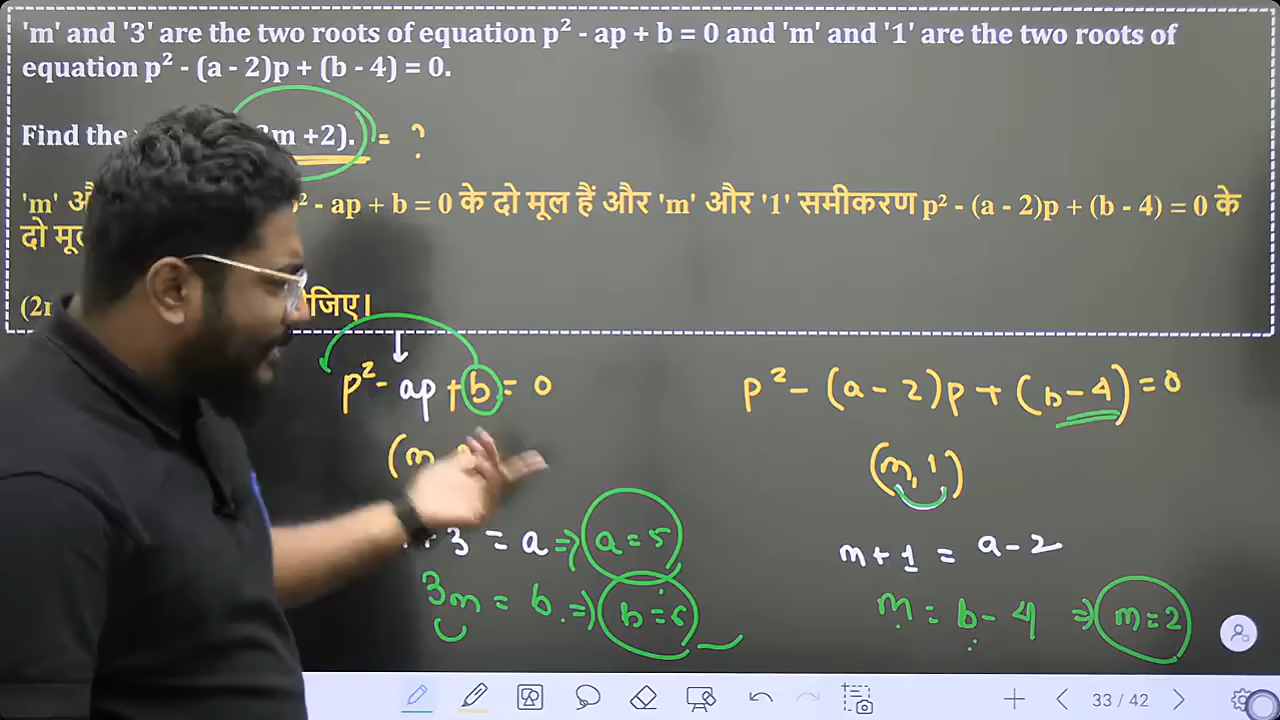 'm' and '3' are the two roots of equation p² - ap + b = 0 and 'm' and '1' are the two roots of
equation p² - (a - 2)p + (b - 4) = 0.
Find the m +2). = ?
'm' - ap + b = 0 के दो मूल हैं और 'm' और '1' समीकरण p² - (a - 2)p + (b - 4) = 0 के
दो
p² - ap + b = 0
p² - (a - 2)p + (b - 4) = 0
(m
(m, 1)
+ 3 = a => a = 5
m + 1 = a - 2
3m = b => b = 6
m = b - 4 => m = 2
33 / 42